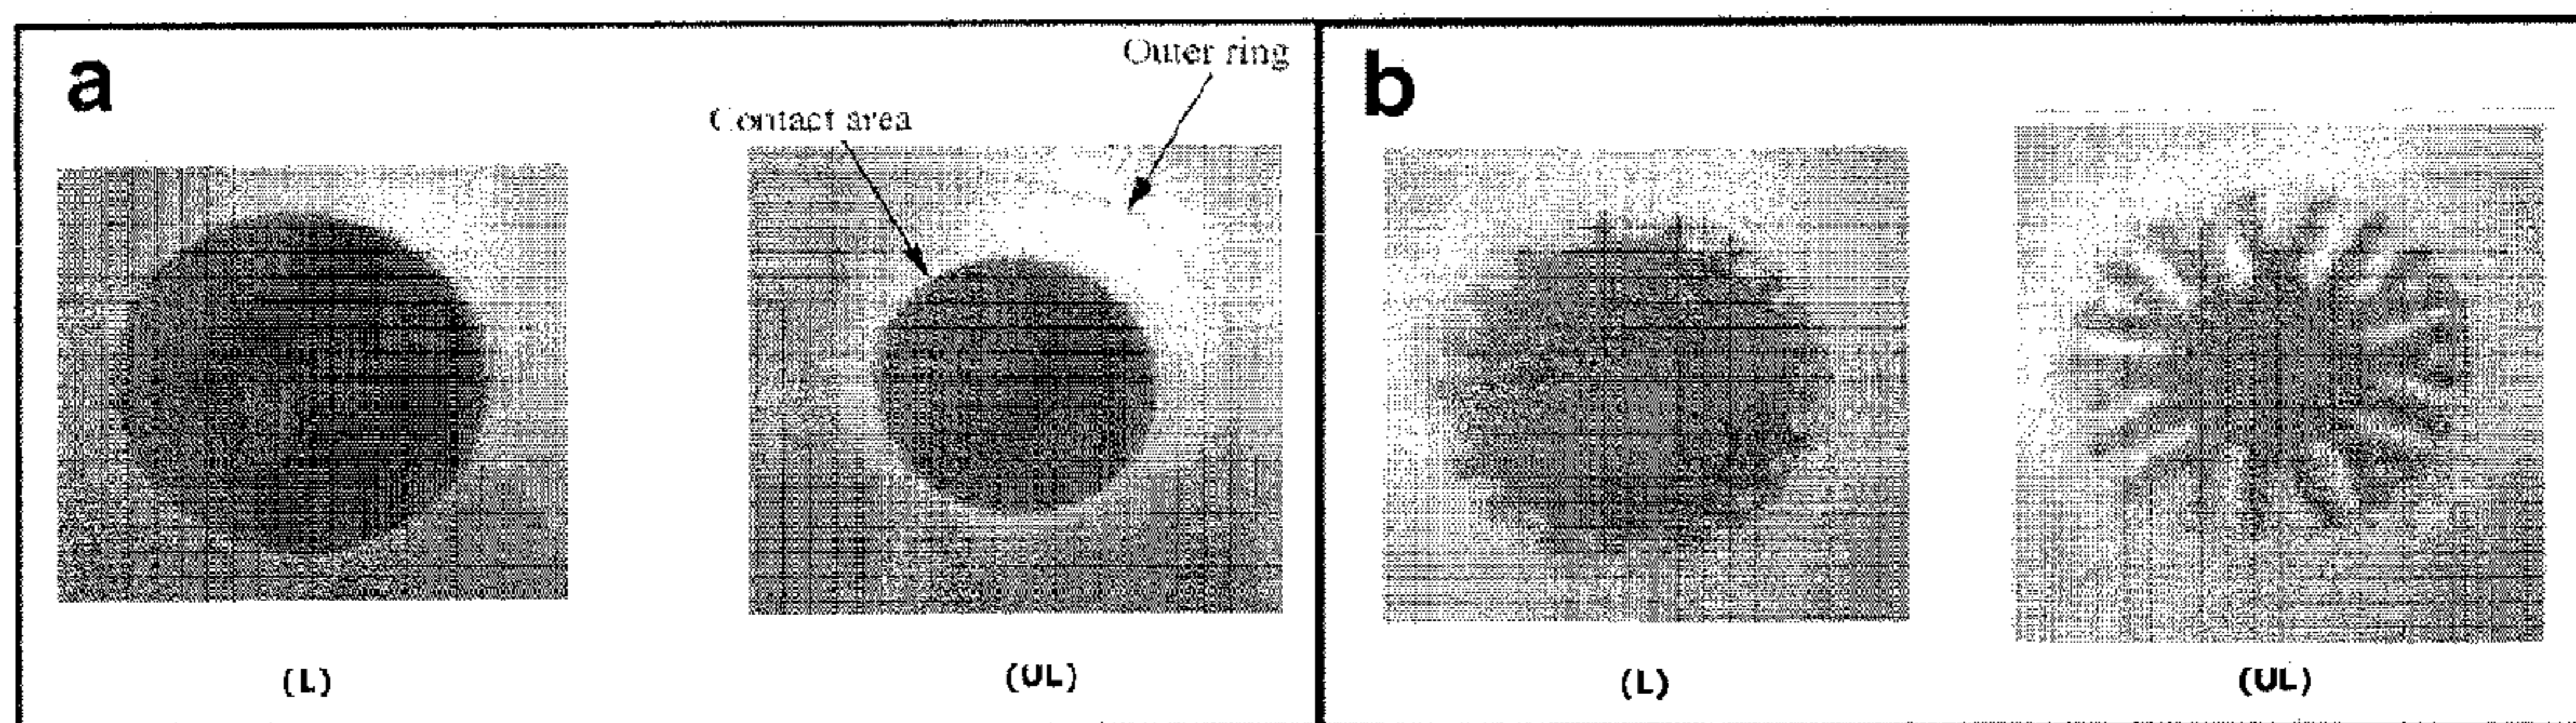 a
Outer ring
Contact area
(L)
(UL)
b
(L)
(UL)